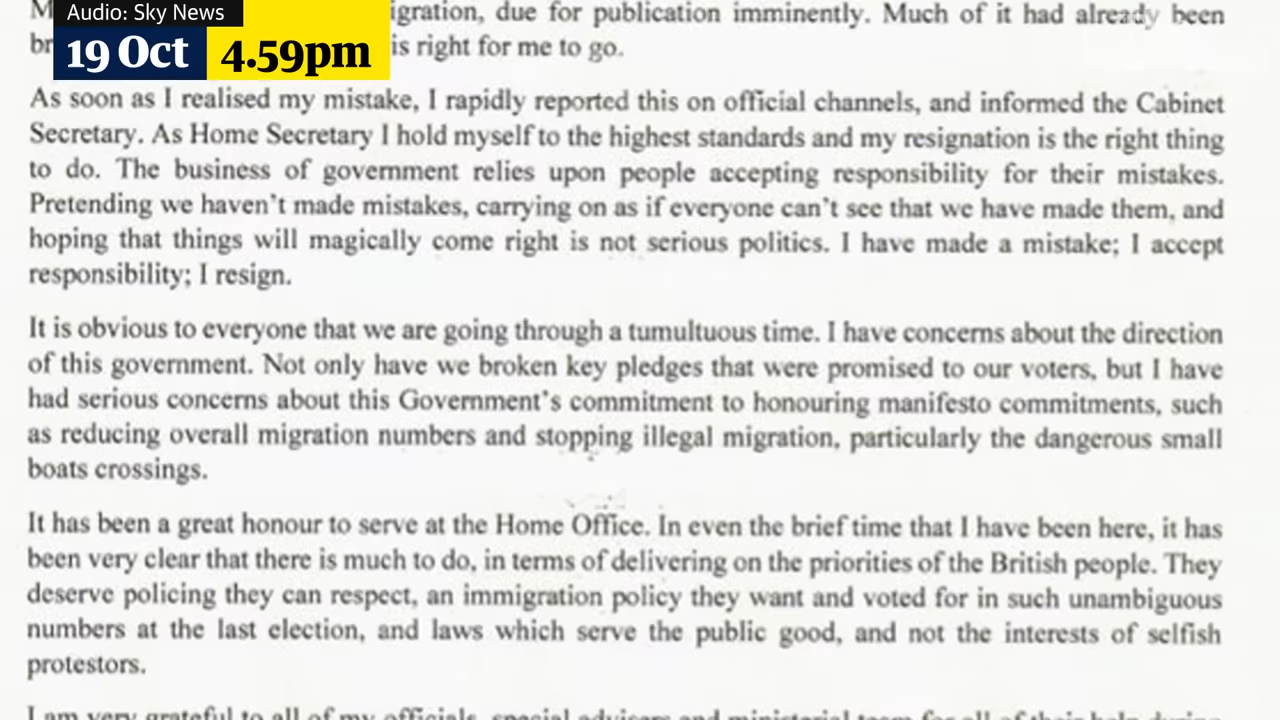 Audio: Sky News
19 Oct 4.59pm
igration, due for publication imminently. Much of it had already been
is right for me to go.
As soon as I realised my mistake, I rapidly reported this on official channels, and informed the Cabinet
Secretary. As Home Secretary I hold myself to the highest standards and my resignation is the right thing
to do. The business of government relies upon people accepting responsibility for their mistakes.
Pretending we haven't made mistakes, carrying on as if everyone can't see that we have made them, and
hoping that things will magically come right is not serious politics. I have made a mistake; I accept
responsibility; I resign.
It is obvious to everyone that we are going through a tumultuous time. I have concerns about the direction
of this government. Not only have we broken key pledges that were promised to our voters, but I have
had serious concerns about this Government's commitment to honouring manifesto commitments, such
as reducing overall migration numbers and stopping illegal migration, particularly the dangerous small
boats crossings.
It has been a great honour to serve at the Home Office. In even the brief time that I have been here, it has
been very clear that there is much to do, in terms of delivering on the priorities of the British people. They
deserve policing they can respect, an immigration policy they want and voted for in such unambiguous
numbers at the last election, and laws which serve the public good, and not the interests of selfish
protestors.
I am very grateful to all of my officials, special advisers and ministerial team for all of their help during